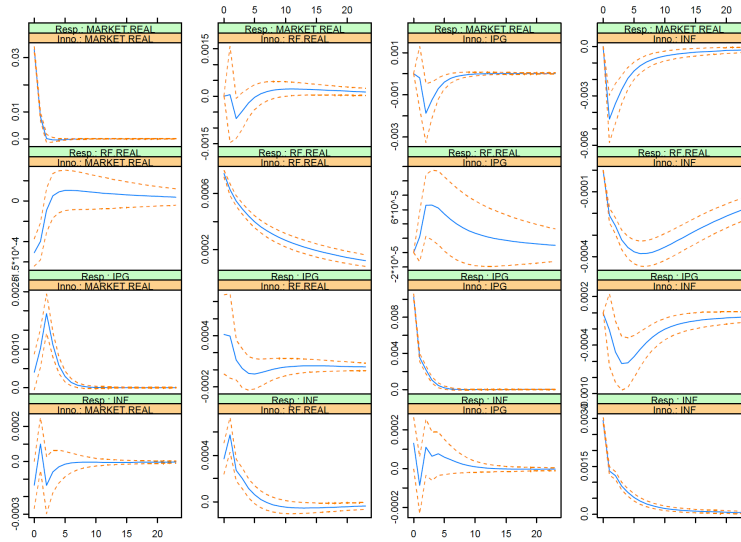 0 5 10 15 20
0 5 10 15 20
Resp : MARKET.REAL
Inno : MARKET.REAL
Resp : MARKET.REAL
Inno : RF.REAL
Resp : MARKET.REAL
Inno : IPG
Resp : MARKET.REAL
Inno : INF
0.03
0.01
0.0
0.0015
0.0
-0.0015
0.001
-0.001
-0.003
0.0
-0.006
Resp : RF.REAL
Inno : MARKET.REAL
Resp : RF.REAL
Inno : RF.REAL
Resp : RF.REAL
Inno : IPG
Resp : RF.REAL
Inno : INF
0
0.0006
0.0002
6*10^-5
-2*10^-5
-0.0001
-0.0004
Resp : IPG
Inno : MARKET.REAL
Resp : IPG
Inno : RF.REAL
Resp : IPG
Inno : IPG
Resp : IPG
Inno : INF
0.0010
0.0
0.0004
-0.0002
0.008
0.004
0.0
0.0002
-0.0004
Resp : INF
Inno : MARKET.REAL
Resp : INF
Inno : RF.REAL
Resp : INF
Inno : IPG
Resp : INF
Inno : INF
0.0002
0.0
-0.0003
0.0004
0.0
0.0002
0.0
-0.0002
0.0015
0.0
0 5 10 15 20
0 5 10 15 20